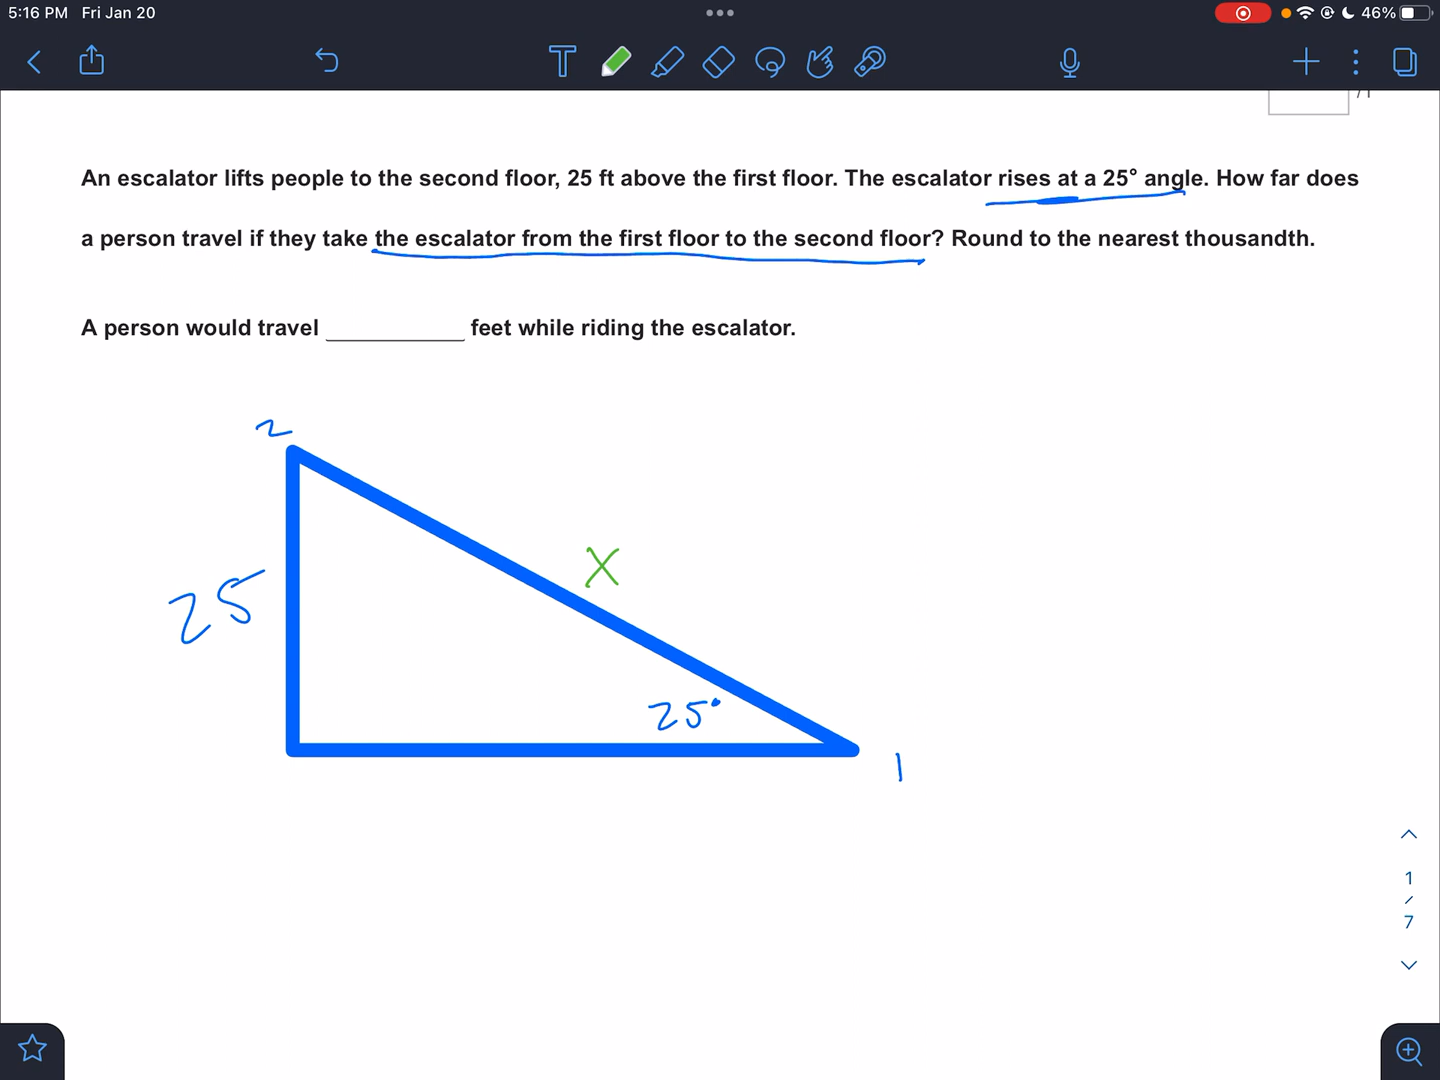 5:16 PM Fri Jan 20
46%
T
An escalator lifts people to the second floor, 25 ft above the first floor. The escalator rises at a 25° angle. How far does
a person travel if they take the escalator from the first floor to the second floor? Round to the nearest thousandth.
A person would travel __________ feet while riding the escalator.
2
X
25
25°
1
1
/
7